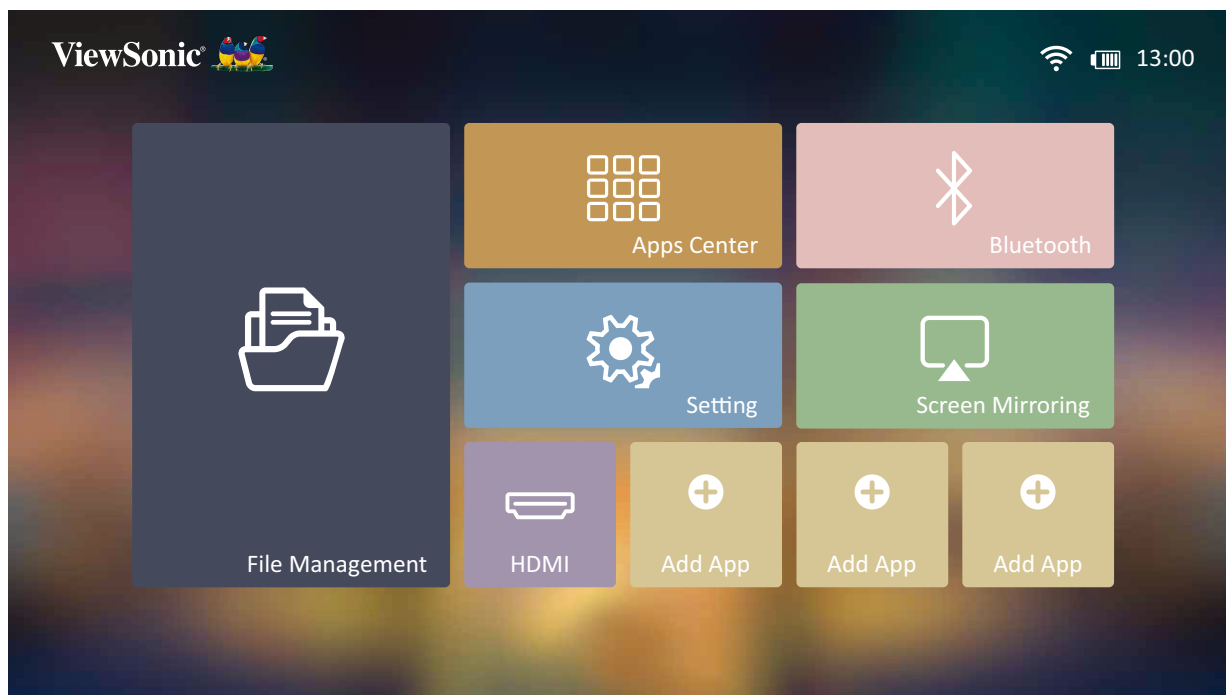 ViewSonic®
13:00
Apps Center
Bluetooth
Setting
Screen Mirroring
File Management
HDMI
Add App
Add App
Add App